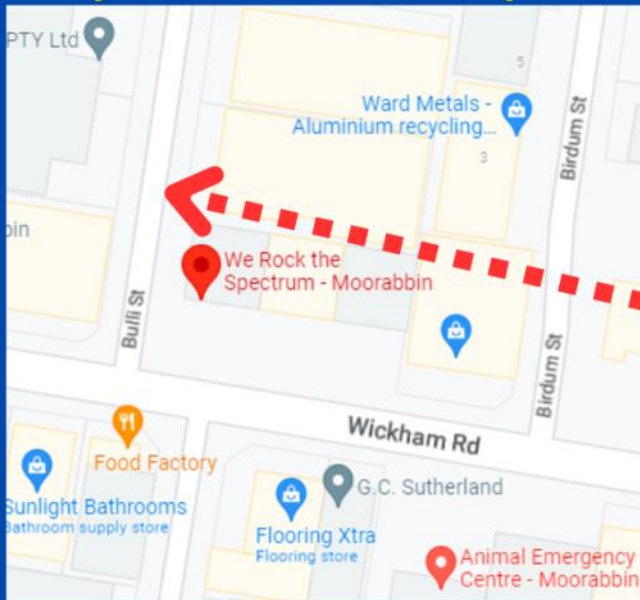 PTY Ltd
5
Ward Metals -
Aluminium recycling...
3
Birdum St
We Rock the
Spectrum - Moorabbin
Bulli St
Birdum St
Wickham Rd
Food Factory
G.C. Sutherland
Sunlight Bathrooms
Bathroom supply store
Flooring Xtra
Flooring store
Animal Emergency
Centre - Moorabbin